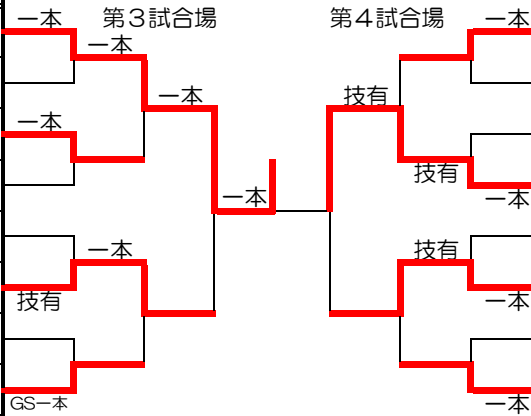 一本 第3試合場 第4試合場 一本
一本
一本 技有
一本
技有
一本 一本
一本 技有
技有 一本
GS一本 一本